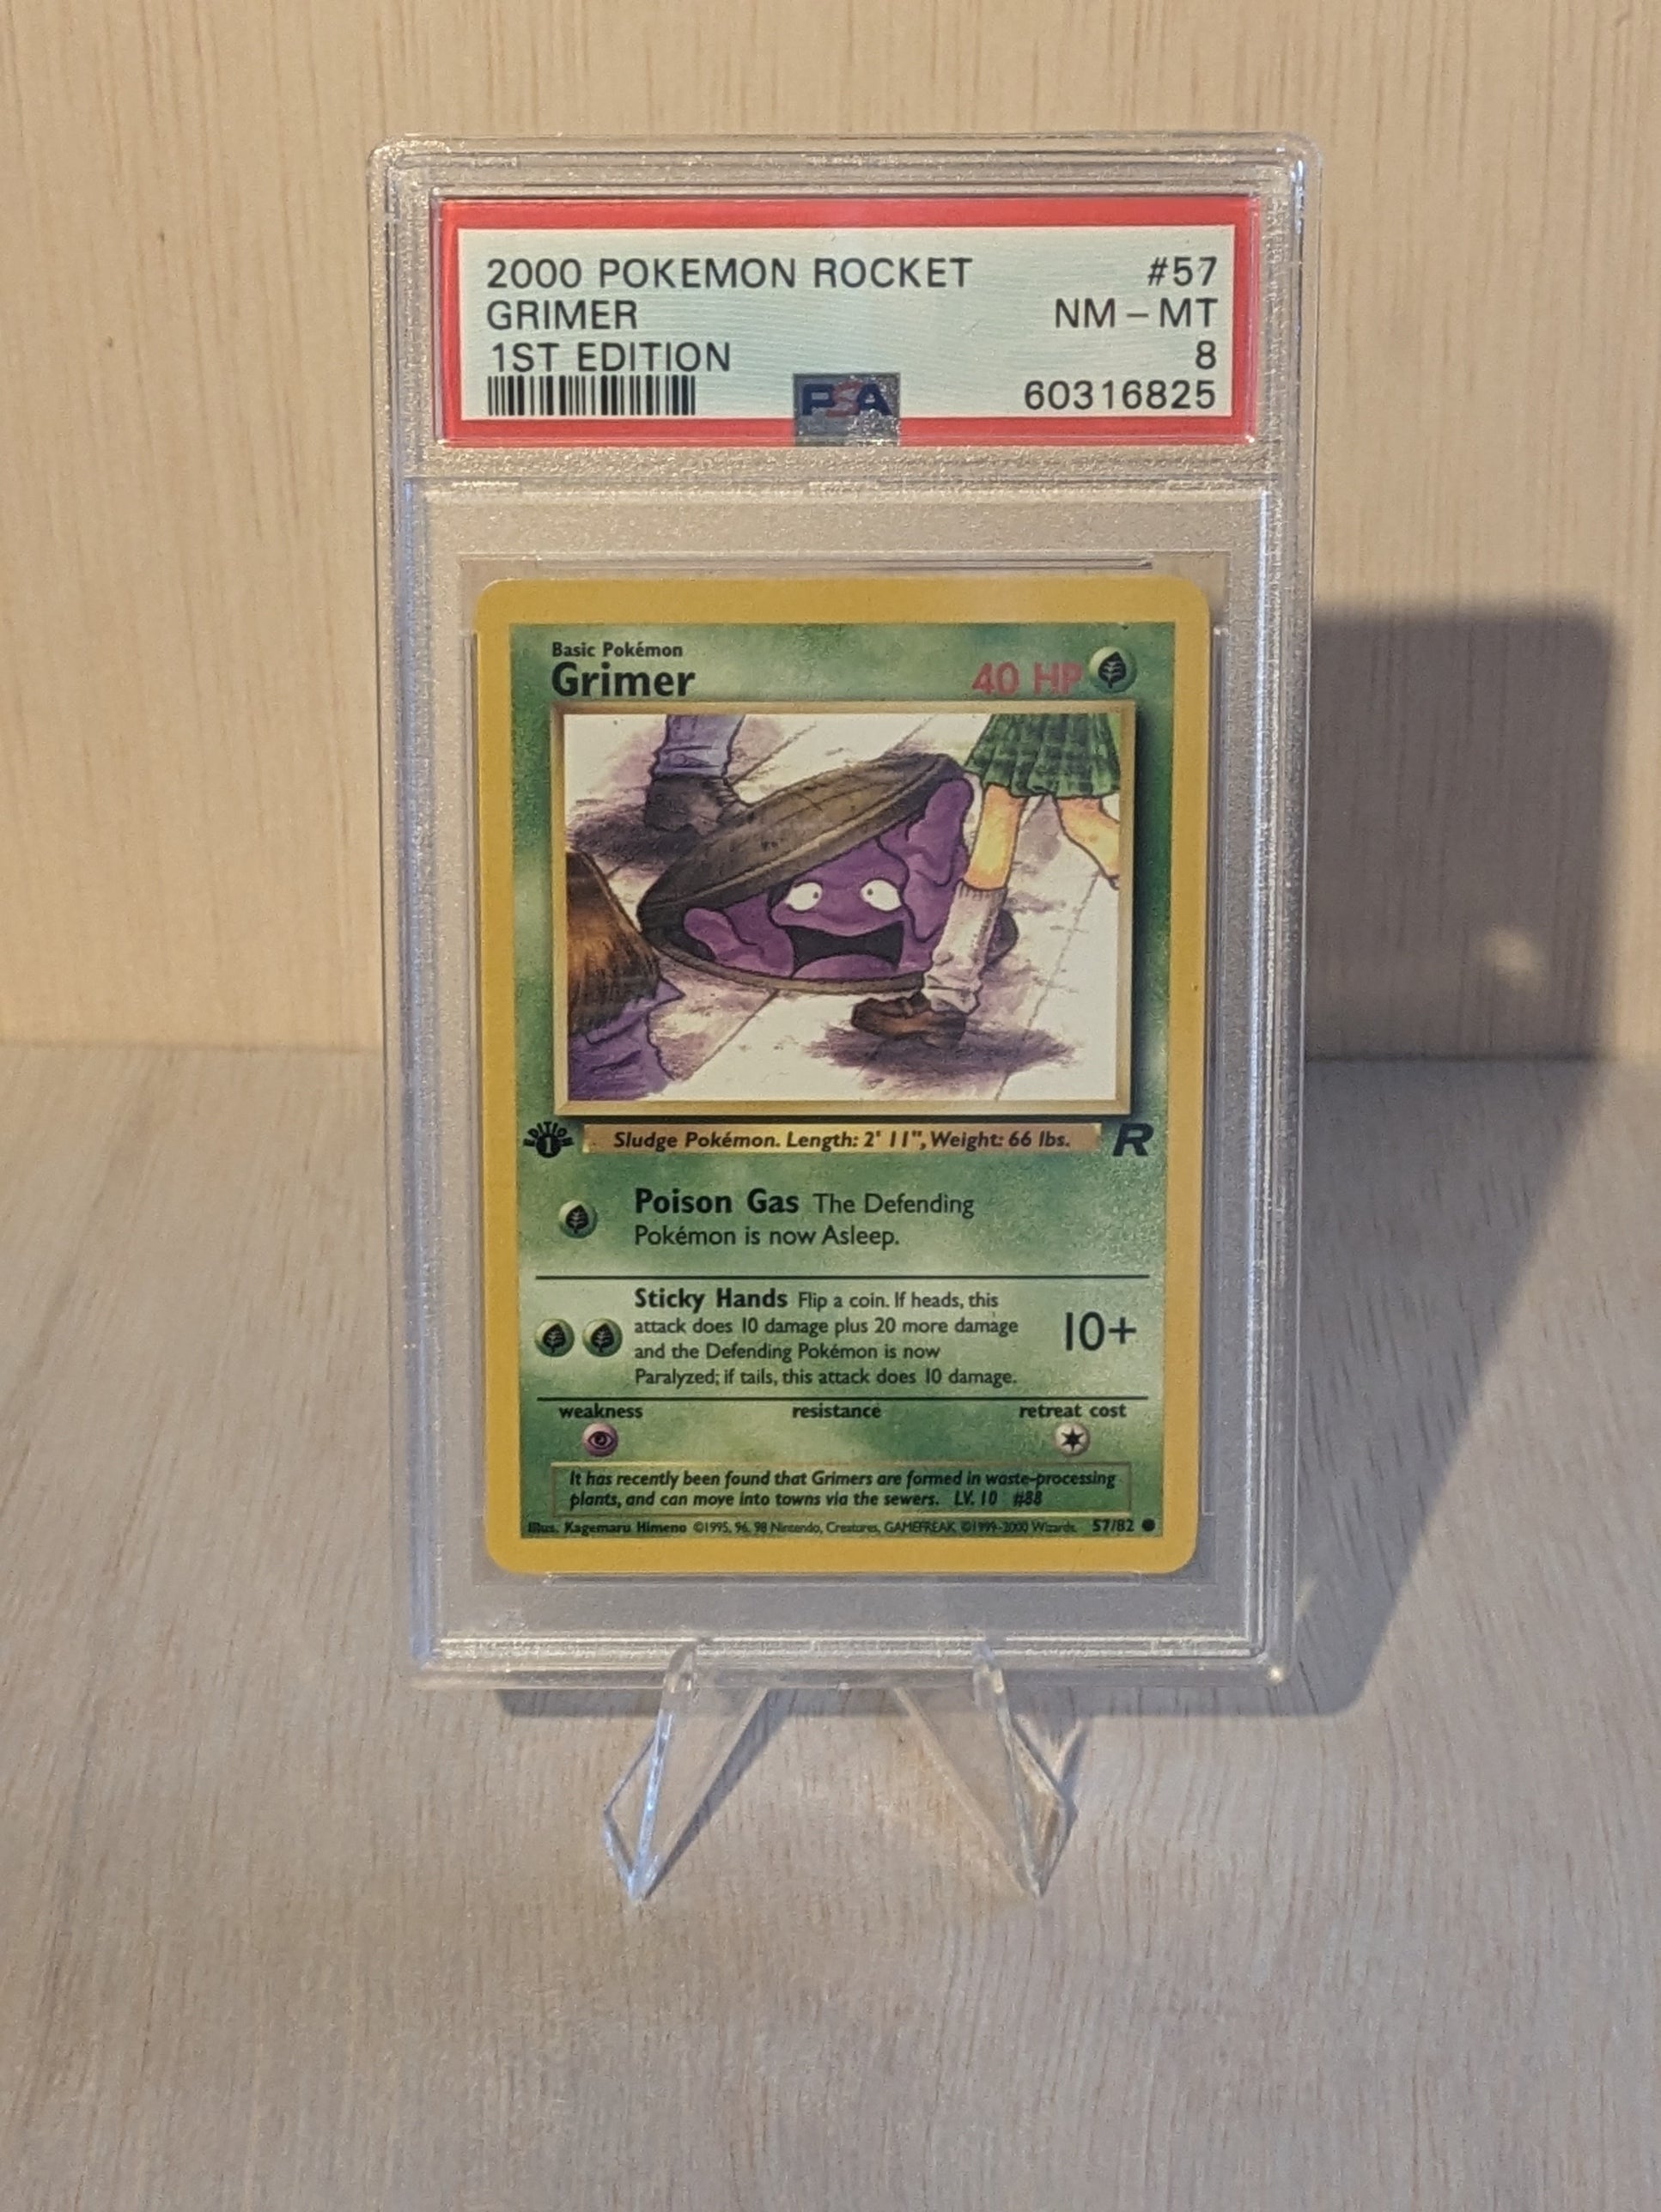 2000 POKEMON ROCKET #57
GRIMER NM - MT
1ST EDITION 8
PSA 60316825
Basic Pokémon
Grimer 40 HP
EDITION 1
Sludge Pokémon. Length: 2' 11", Weight: 66 lbs. R
Poison Gas The Defending
Pokémon is now Asleep.
Sticky Hands Flip a coin. If heads, this
attack does 10 damage plus 20 more damage
and the Defending Pokémon is now
Paralyzed; if tails, this attack does 10 damage.
10+
weakness resistance retreat cost
It has recently been found that Grimers are formed in waste-processing
plants, and can move into towns via the sewers. LV. 10 #88
Illus. Kagemaru Himeno ©1995, 96, 98 Nintendo, Creatures, GAMEFREAK. ©1999-2000 Wizards. 57/82